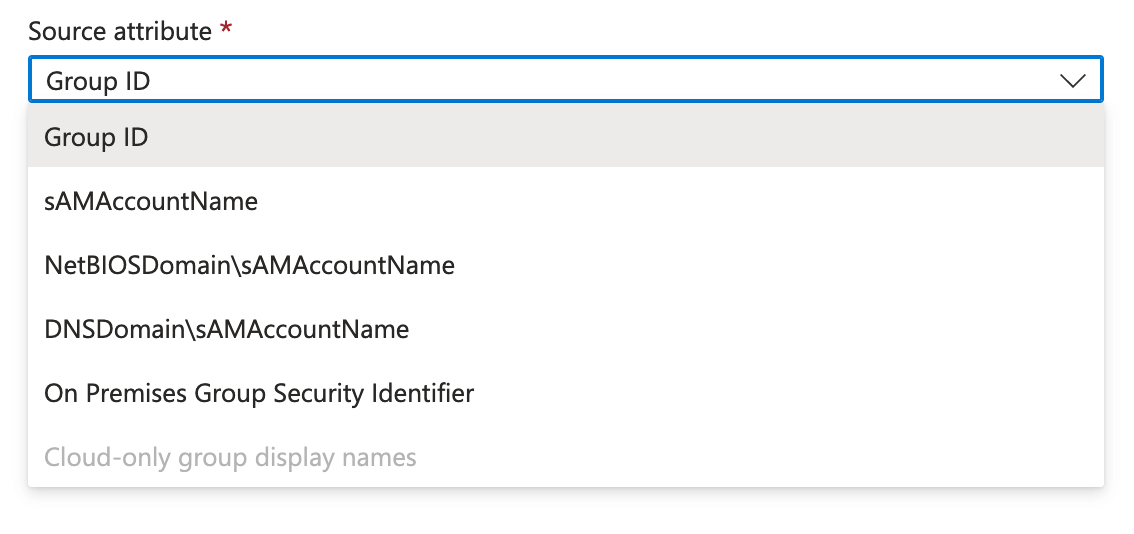 Source attribute *
Group ID
Group ID
sAMAccountName
NetBIOSDomain\sAMAccountName
DNSDomain\sAMAccountName
On Premises Group Security Identifier
Cloud-only group display names